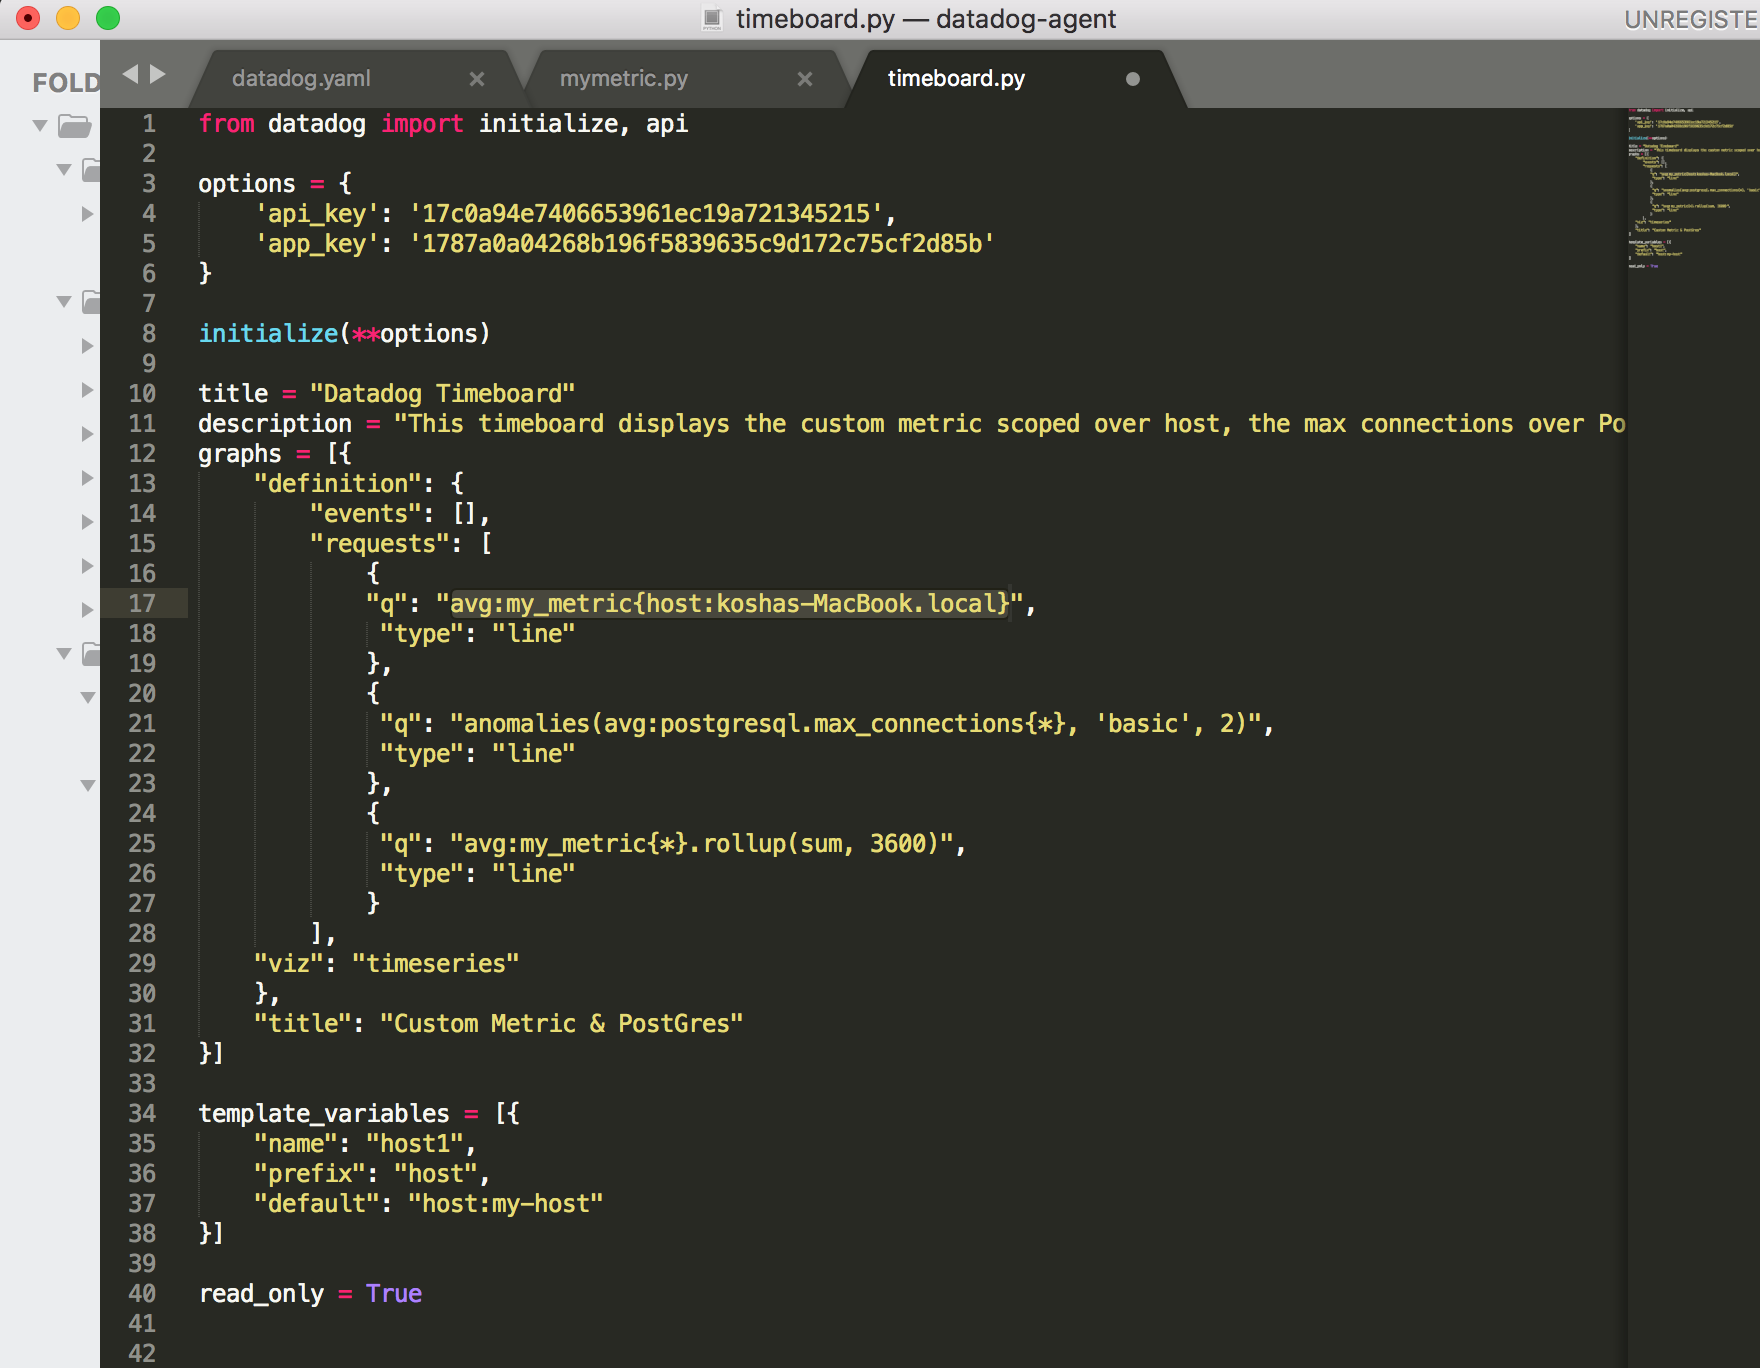 timeboard.py — datadog-agent
UNREGISTE
FOLD
datadog.yaml
mymetric.py
timeboard.py
1 from datadog import initialize, api
2
3 options = {
4 'api_key': '17c0a94e7406653961ec19a721345215',
5 'app_key': '1787a0a04268b196f5839635c9d172c75cf2d85b'
6 }
7
8 initialize(**options)
9
10 title = "Datadog Timeboard"
11 description = "This timeboard displays the custom metric scoped over host, the max connections over Po
12 graphs = [{
13 "definition": {
14 "events": [],
15 "requests": [
16 {
17 "q": "avg:my_metric{host:koshas-MacBook.local}",
18 "type": "line"
19 },
20 {
21 "q": "anomalies(avg:postgresql.max_connections{*}, 'basic', 2)",
22 "type": "line"
23 },
24 {
25 "q": "avg:my_metric{*}.rollup(sum, 3600)",
26 "type": "line"
27 }
28 ],
29 "viz": "timeseries"
30 },
31 "title": "Custom Metric & PostGres"
32 }]
33
34 template_variables = [{
35 "name": "host1",
36 "prefix": "host",
37 "default": "host:my-host"
38 }]
39
40 read_only = True
41
42